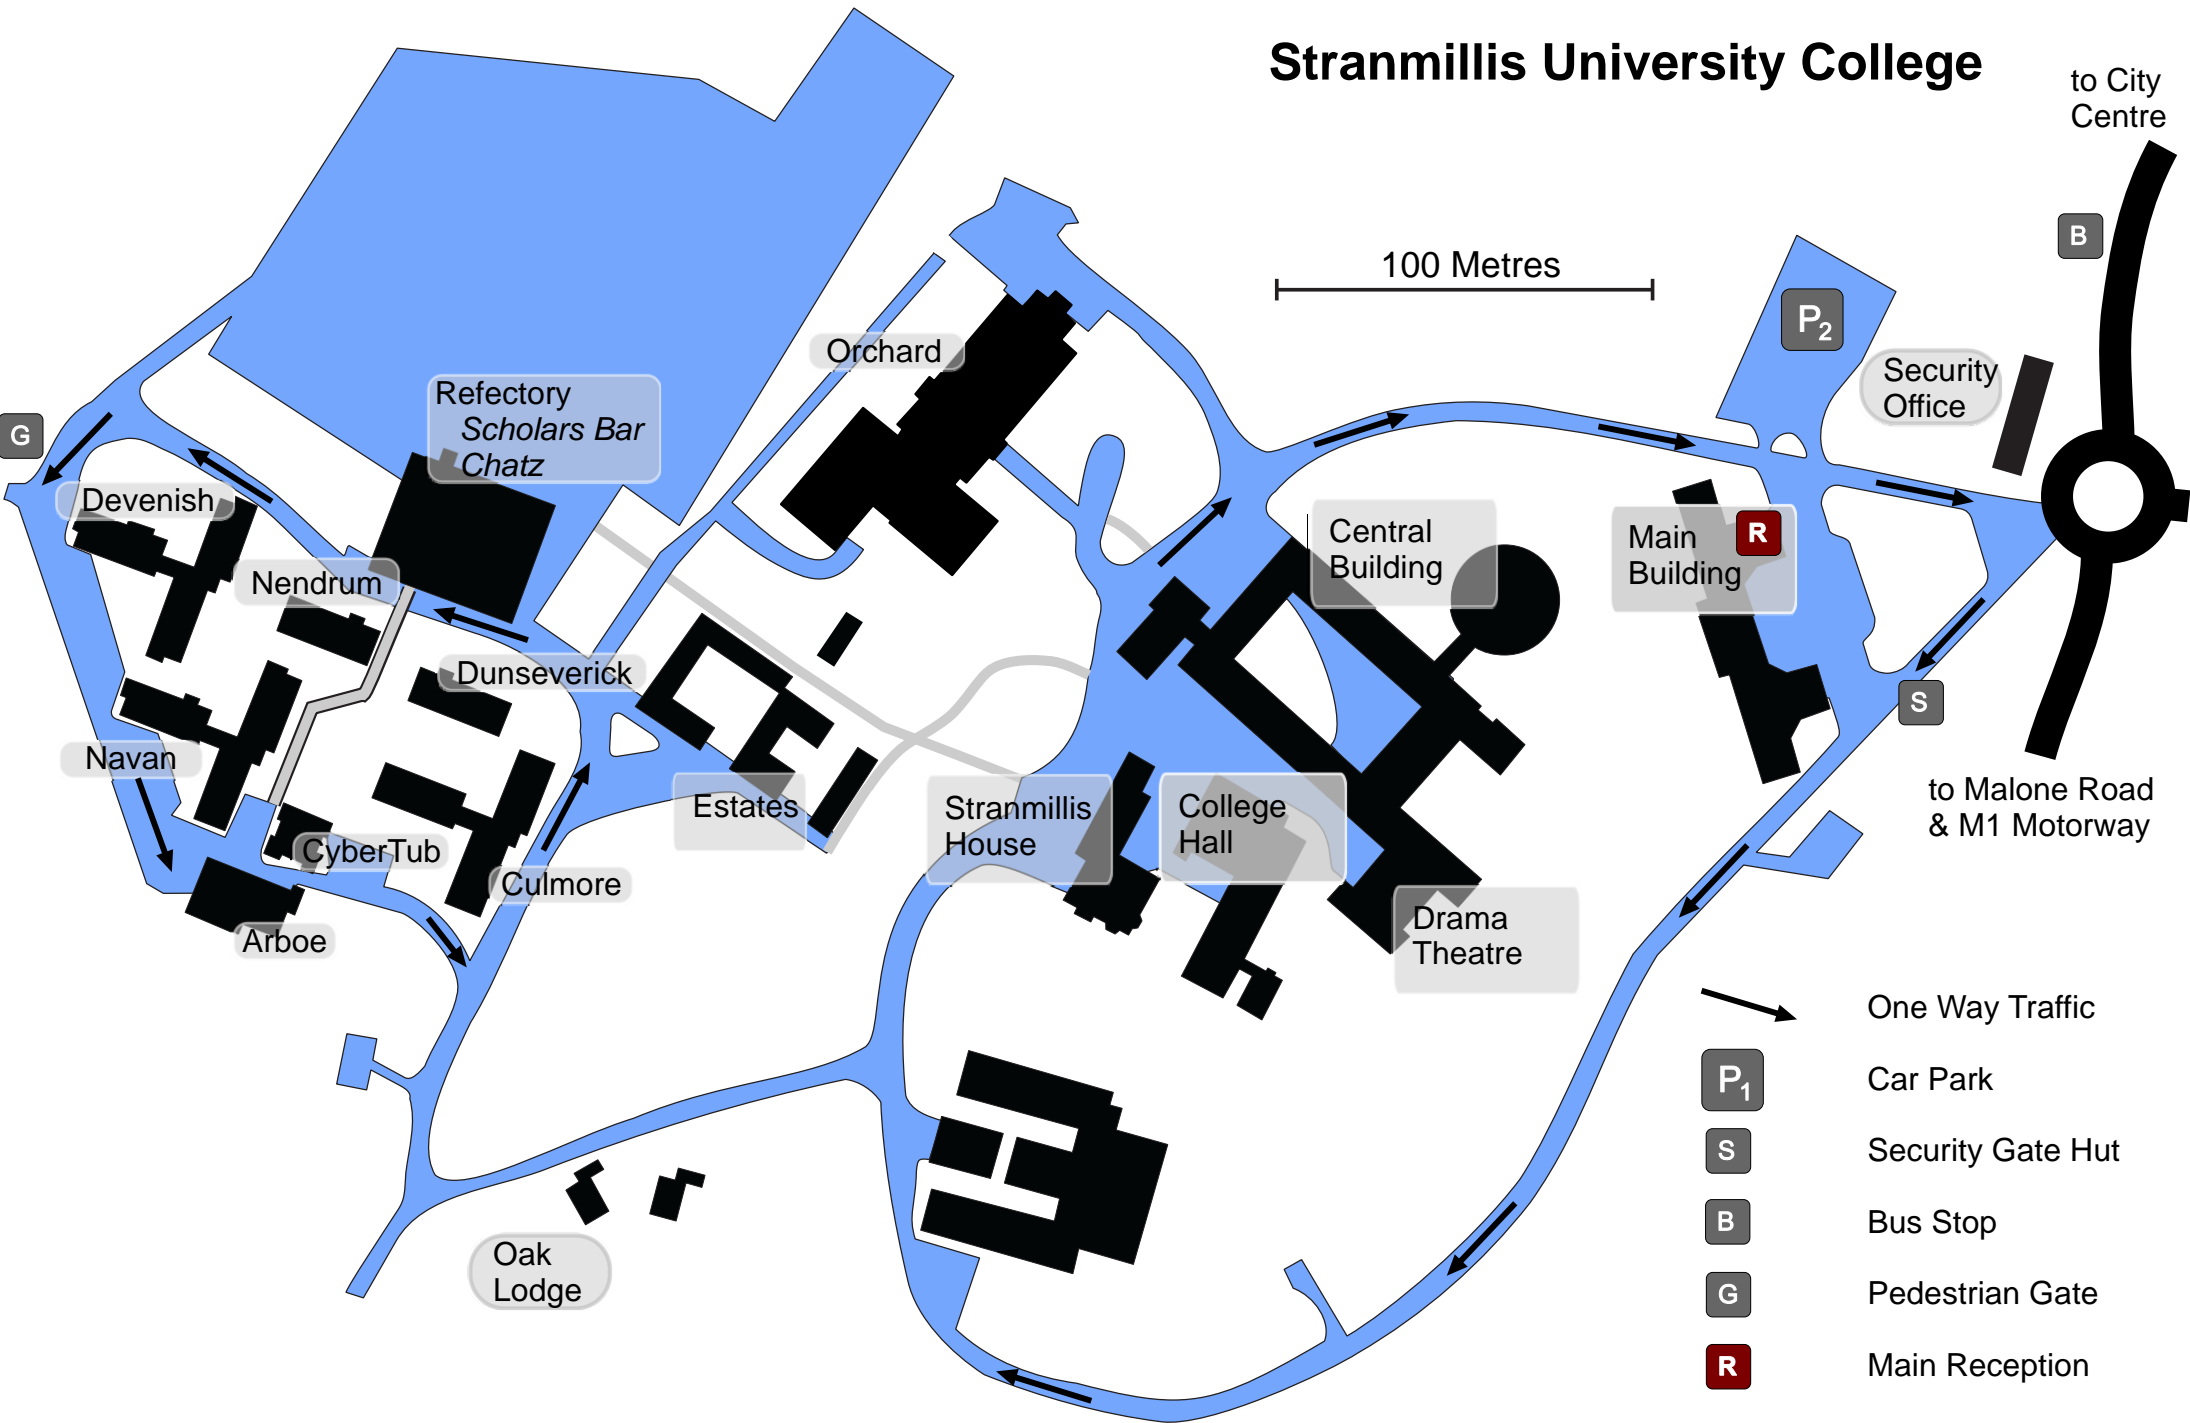 Stranmillis University College
to City
Centre
B
100 Metres
P2
Security
Office
Orchard
Refectory
Scholars Bar
Chatz
G
Devenish
Central
Building
Main
Building
R
Nendrum
Dunseverick
S
Navan
Estates
Stranmillis
House
College
Hall
to Malone Road
& M1 Motorway
CyberTub
Culmore
Arboe
Drama
Theatre
One Way Traffic
P1 Car Park
S Security Gate Hut
B Bus Stop
Oak
Lodge
G Pedestrian Gate
R Main Reception